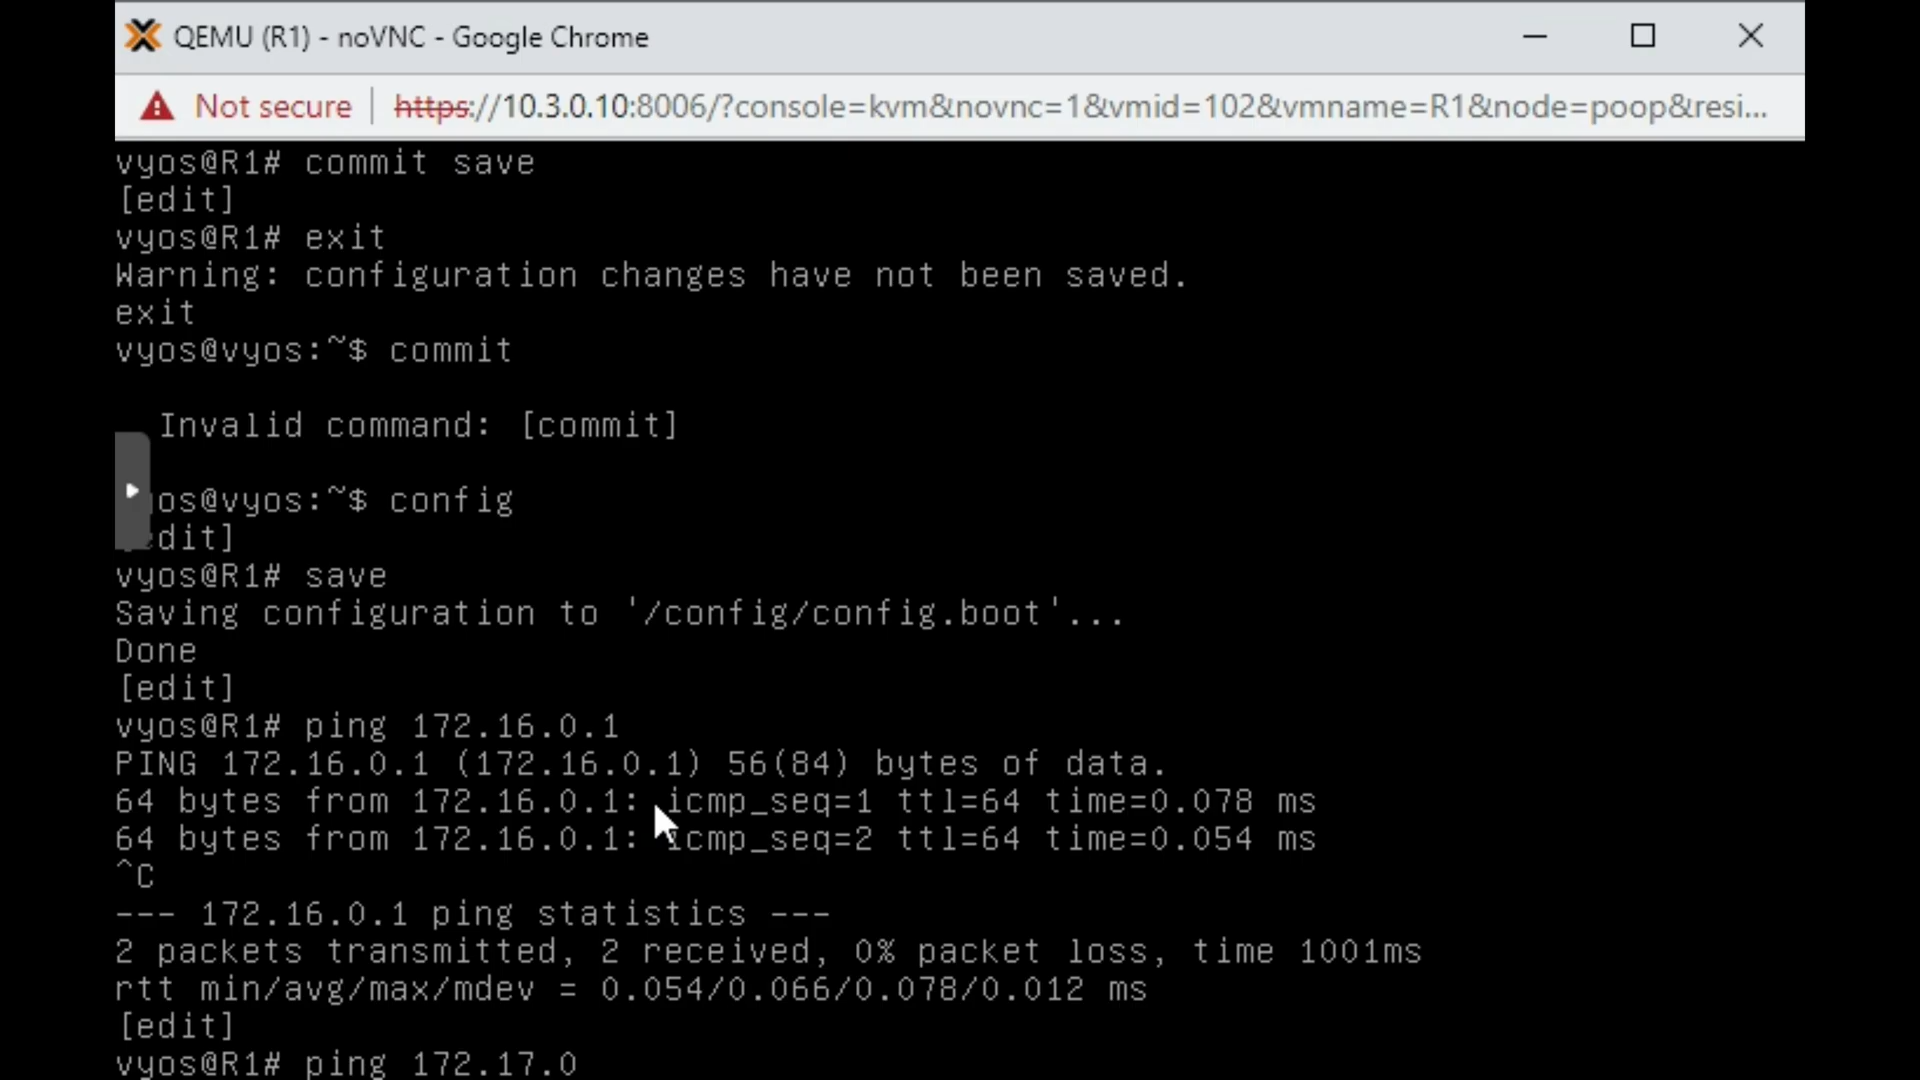 QEMU (R1) - noVNC - Google Chrome
Not secure https://10.3.0.10:8006/?console=kvm&novnc=1&vmid=102&vmname=R1&node=poop&resi...
vyos@R1# commit save
[edit]
vyos@R1# exit
Warning: configuration changes have not been saved.
exit
vyos@vyos:~$ commit
Invalid command: [commit]
yos@vyos:~$ config
edit]
vyos@R1# save
Saving configuration to '/config/config.boot'...
Done
[edit]
vyos@R1# ping 172.16.0.1
PING 172.16.0.1 (172.16.0.1) 56(84) bytes of data.
64 bytes from 172.16.0.1: icmp_seq=1 ttl=64 time=0.078 ms
64 bytes from 172.16.0.1: icmp_seq=2 ttl=64 time=0.054 ms
^C
--- 172.16.0.1 ping statistics ---
2 packets transmitted, 2 received, 0% packet loss, time 1001ms
rtt min/avg/max/mdev = 0.054/0.066/0.078/0.012 ms
[edit]
vyos@R1# ping 172.17.0